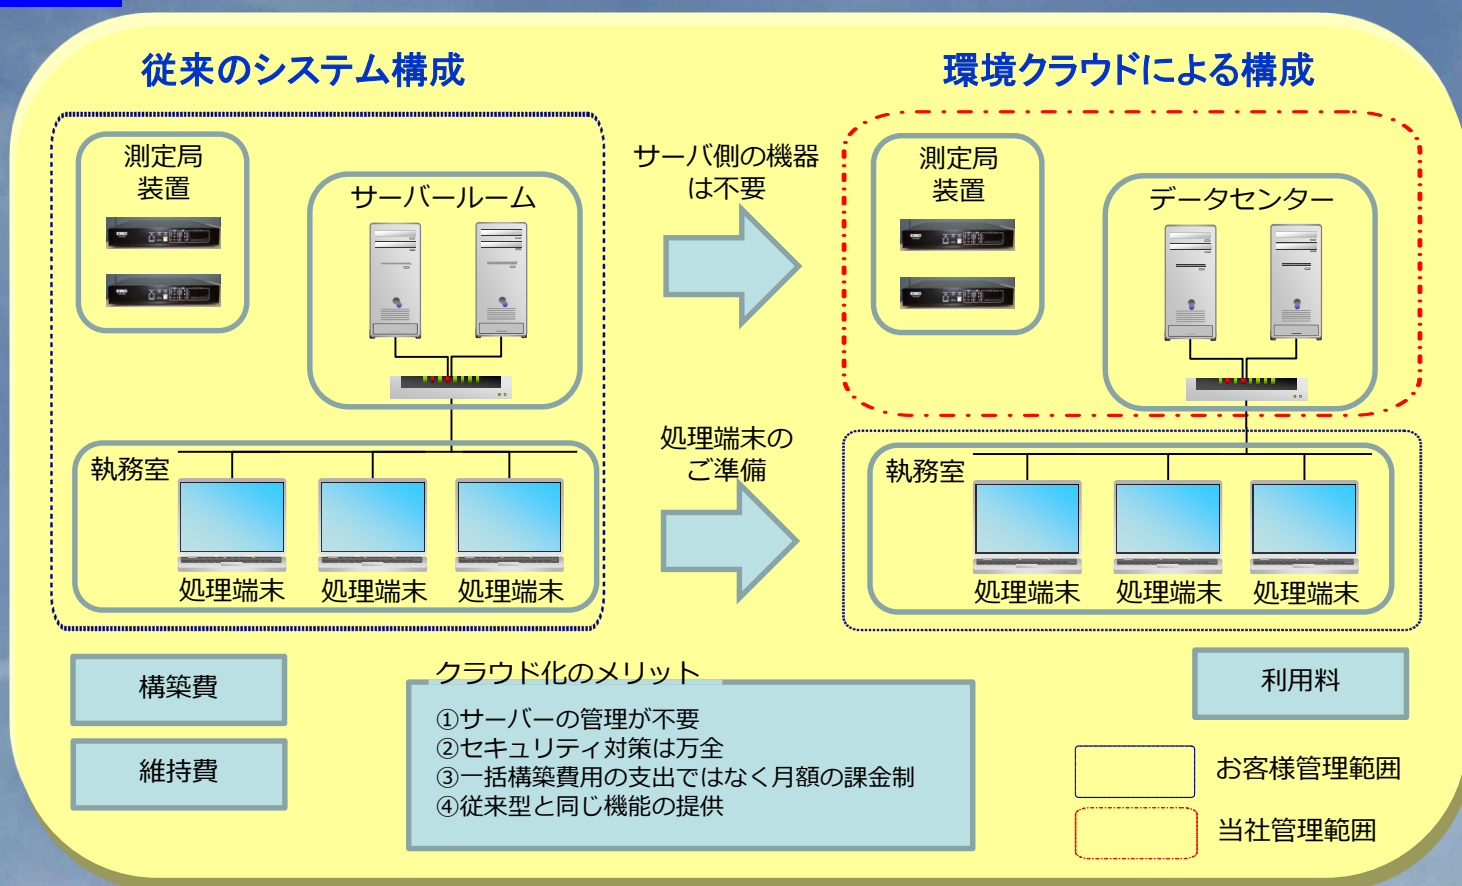 従来のシステム構成
環境クラウドによる構成
測定局
装置
サーバールーム
執務室
処理端末
処理端末
処理端末
サーバ側の機器
は不要
処理端末の
ご準備
測定局
装置
データセンター
執務室
処理端末
処理端末
処理端末
構築費
維持費
クラウド化のメリット
①サーバーの管理が不要
②セキュリティ対策は万全
③一括構築費用の支出ではなく月額の課金制
④従来型と同じ機能の提供
利用料
お客様管理範囲
当社管理範囲